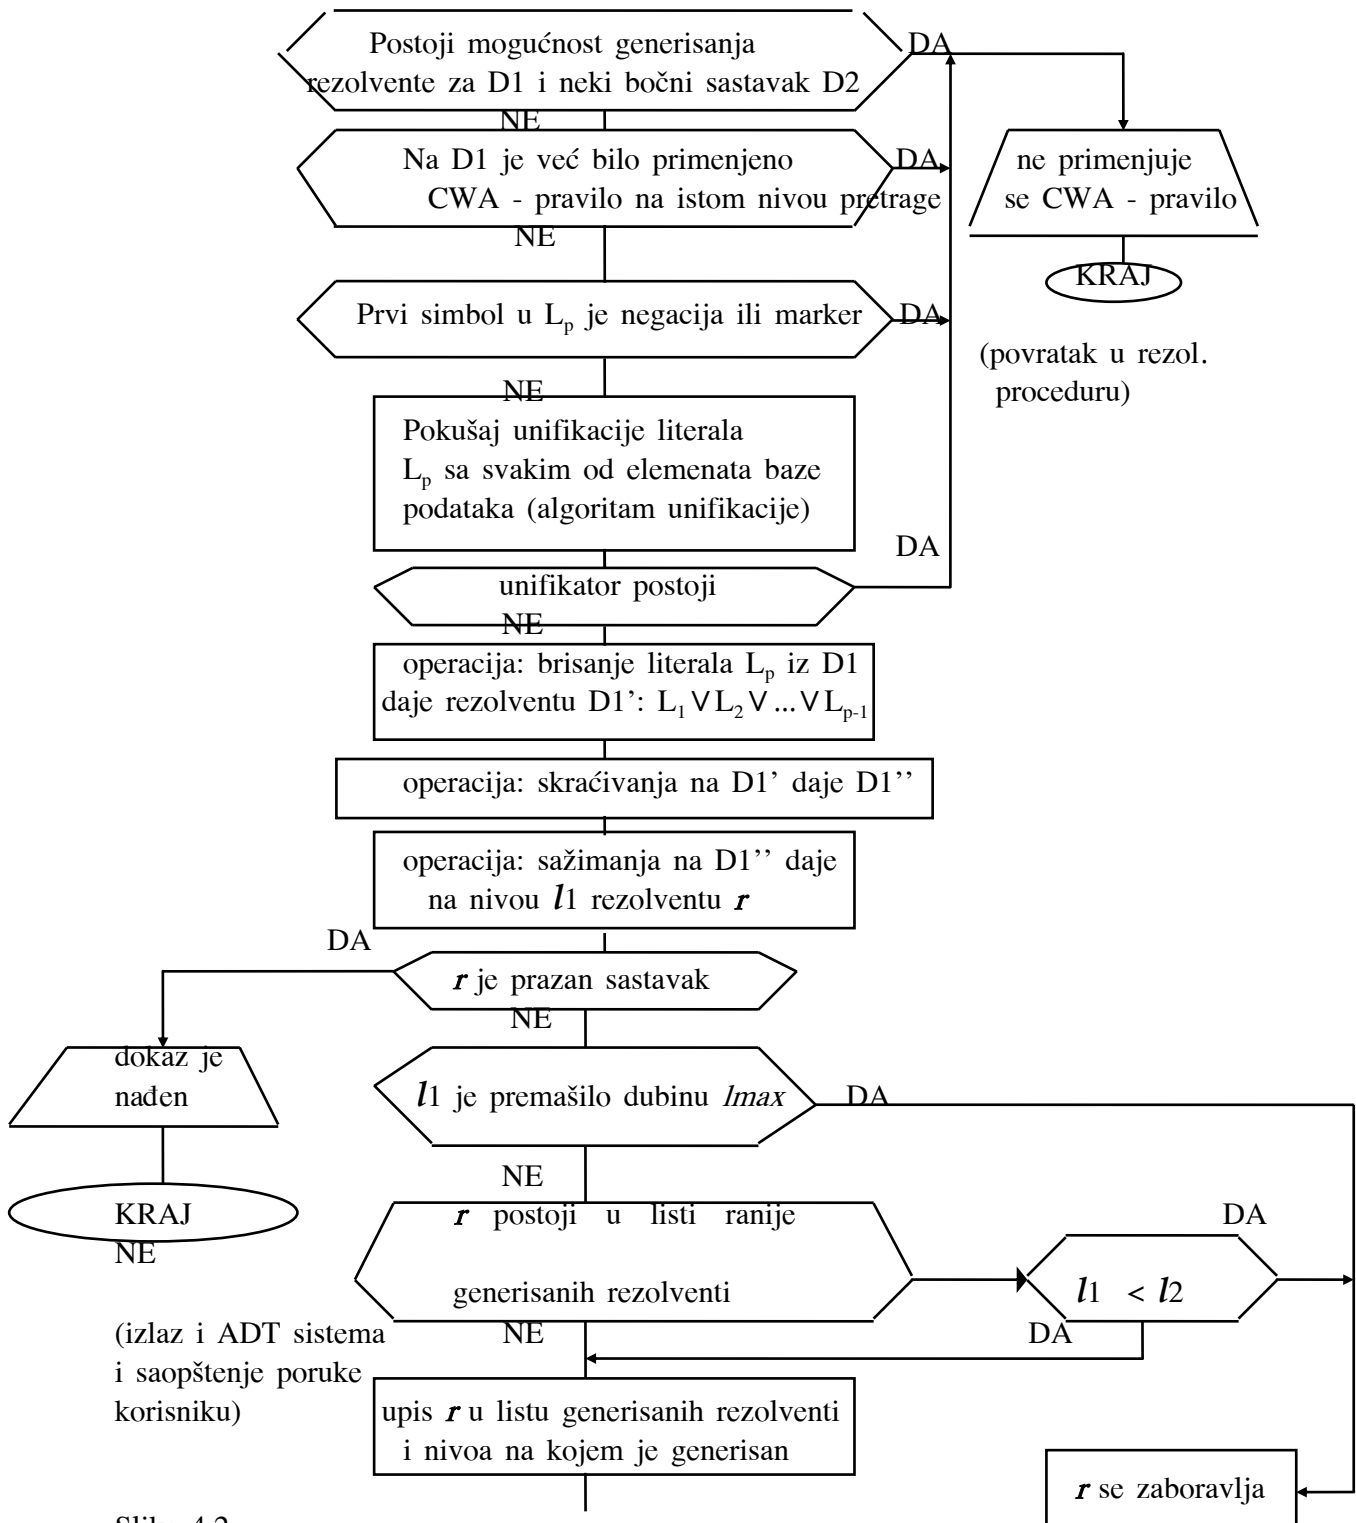 Postoji mogućnost generisanja
rezolvente za D1 i neki bočni sastavak D2
DA
NE
Na D1 je već bilo primenjeno
CWA - pravilo na istom nivou pretrage
DA
NE
ne primenjuje
se CWA - pravilo
KRAJ
(povratak u rezol.
proceduru)
Prvi simbol u Lp je negacija ili marker
DA
NE
Pokušaj unifikacije literala
Lp sa svakim od elemenata baze
podataka (algoritam unifikacije)
DA
unifikator postoji
NE
operacija: brisanje literala Lp iz D1
daje rezolventu D1’: L1 ∨ L2 ∨ ... ∨ Lp-1
operacija: skraćivanja na D1’ daje D1’’
operacija: sažimanja na D1’’ daje
na nivou l1 rezolventu r
DA
r je prazan sastavak
NE
dokaz je
nađen
KRAJ
NE
(izlaz i ADT sistema
i saopštenje poruke
korisniku)
l1 je premašilo dubinu lmax
DA
NE
r postoji u listi ranije
generisanih rezolventi
NE
DA
l1 < l2
DA
upis r u listu generisanih rezolventi
i nivoa na kojem je generisan
r se zaboravlja